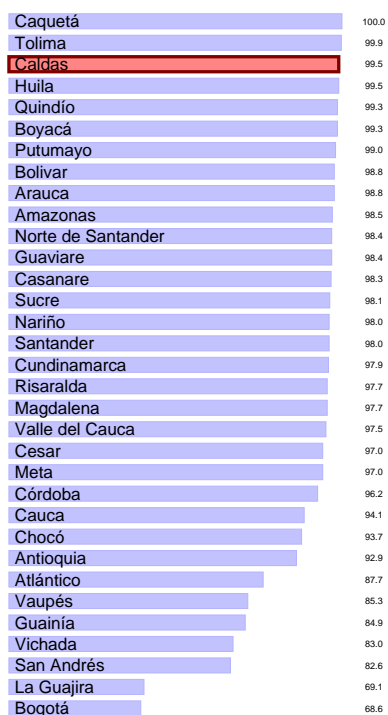 Caquetá 100.0
Tolima 99.9
Caldas 99.5
Huila 99.5
Quindío 99.3
Boyacá 99.3
Putumayo 99.0
Bolivar 98.8
Arauca 98.8
Amazonas 98.5
Norte de Santander 98.4
Guaviare 98.4
Casanare 98.3
Sucre 98.1
Nariño 98.0
Santander 98.0
Cundinamarca 97.9
Risaralda 97.7
Magdalena 97.7
Valle del Cauca 97.5
Cesar 97.0
Meta 97.0
Córdoba 96.2
Cauca 94.1
Chocó 93.7
Antioquia 92.9
Atlántico 87.7
Vaupés 85.3
Guainía 84.9
Vichada 83.0
San Andrés 82.6
La Guajira 69.1
Bogotá 68.6